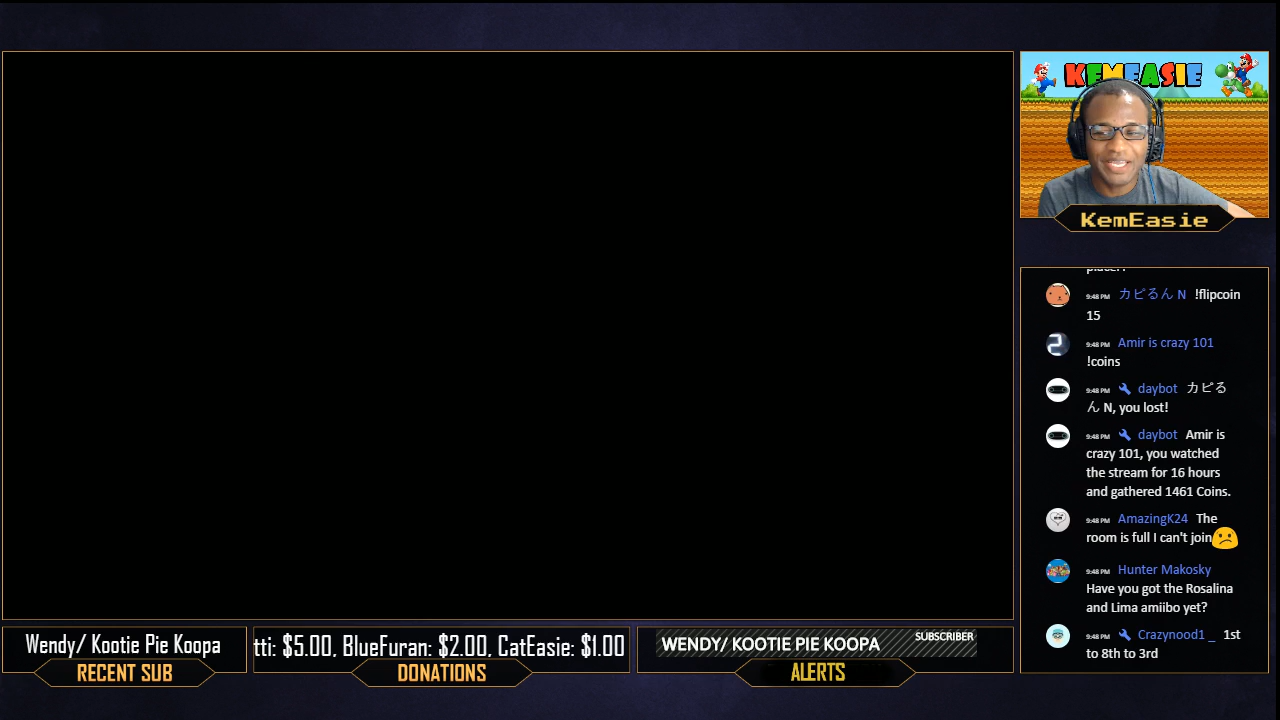 KEMEASIE
KemEasie
9:48 PM カピるん N !flipcoin
15
9:48 PM Amir is crazy 101
!coins
9:48 PM daybot カピる
ん N, you lost!
9:48 PM daybot Amir is
crazy 101, you watched
the stream for 16 hours
and gathered 1461 Coins.
9:48 PM AmazingK24 The
room is full I can't join
9:48 PM Hunter Makosky
Have you got the Rosalina
and Lima amiibo yet?
9:48 PM Crazynood1_ 1st
to 8th to 3rd
Wendy/ Kootie Pie Koopa
RECENT SUB
tti: $5.00, BlueFuran: $2.00, CatEasie: $1.00
DONATIONS
WENDY/ KOOTIE PIE KOOPA
SUBSCRIBER
ALERTS